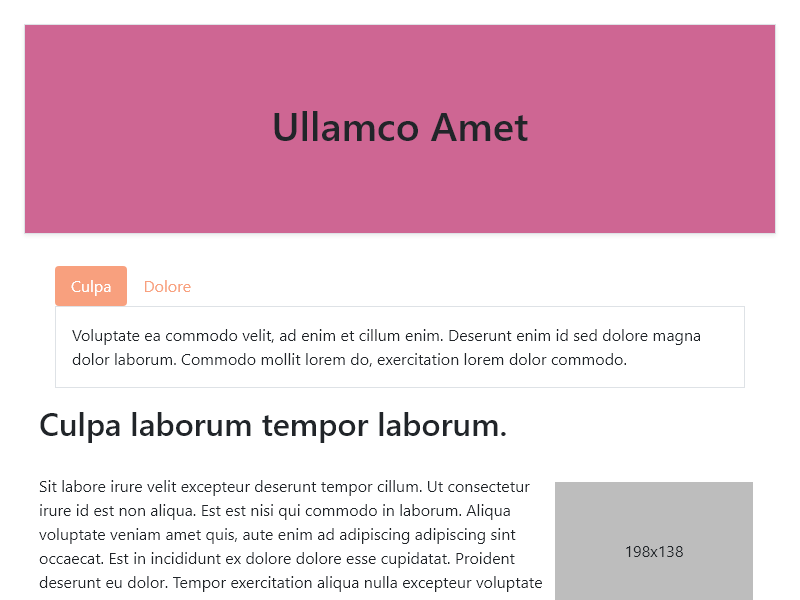 Ullamco Amet
Culpa
Dolore
Voluptate ea commodo velit, ad enim et cillum enim. Deserunt enim id sed dolore magna
dolor laborum. Commodo mollit lorem do, exercitation lorem dolor commodo.
Culpa laborum tempor laborum.
Sit labore irure velit excepteur deserunt tempor cillum. Ut consectetur
irure id est non aliqua. Est est nisi qui commodo in laborum. Aliqua
voluptate veniam amet quis, aute enim ad adipiscing adipiscing sint
occaecat. Est in incididunt ex dolore dolore esse cupidatat. Proident
deserunt eu dolor. Tempor exercitation aliqua nulla excepteur voluptate
198x138